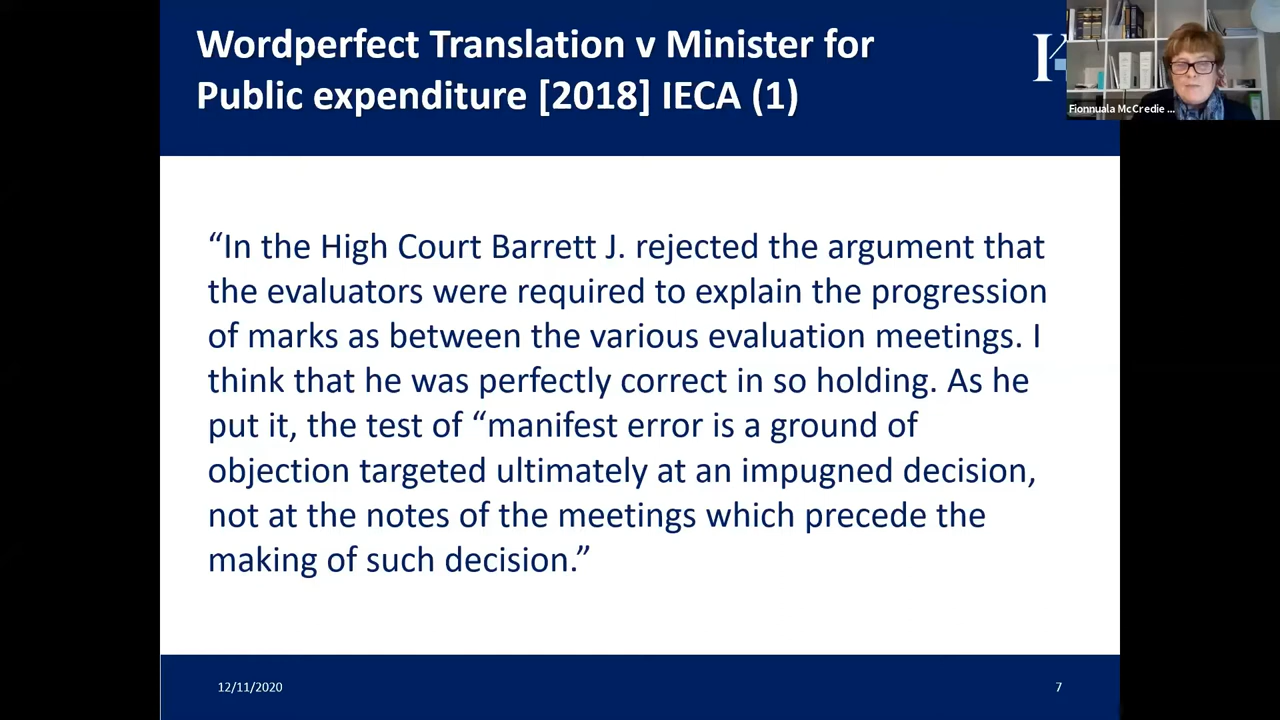 Wordperfect Translation v Minister for
Public expenditure [2018] IECA (1)
Fionnuala McCredie ...
“In the High Court Barrett J. rejected the argument that
the evaluators were required to explain the progression
of marks as between the various evaluation meetings. I
think that he was perfectly correct in so holding. As he
put it, the test of “manifest error is a ground of
objection targeted ultimately at an impugned decision,
not at the notes of the meetings which precede the
making of such decision.”
12/11/2020
7